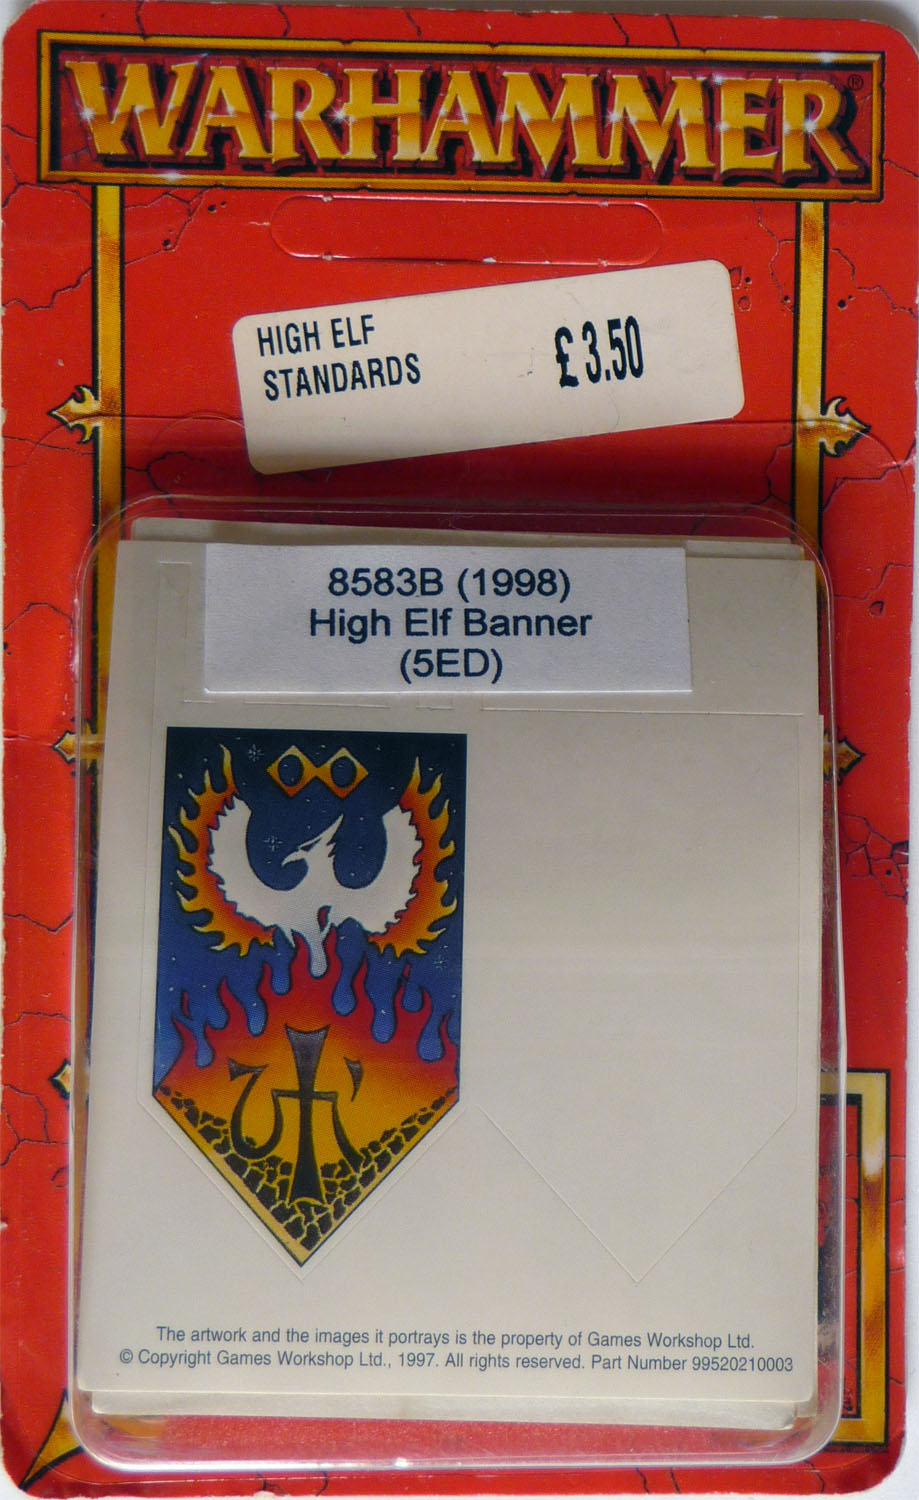 WARHAMMER®
HIGH ELF
STANDARDS
£3.50
8583B (1998)
High Elf Banner
(5ED)
The artwork and the images it portrays is the property of Games Workshop Ltd.
© Copyright Games Workshop Ltd., 1997. All rights reserved. Part Number 99520210003